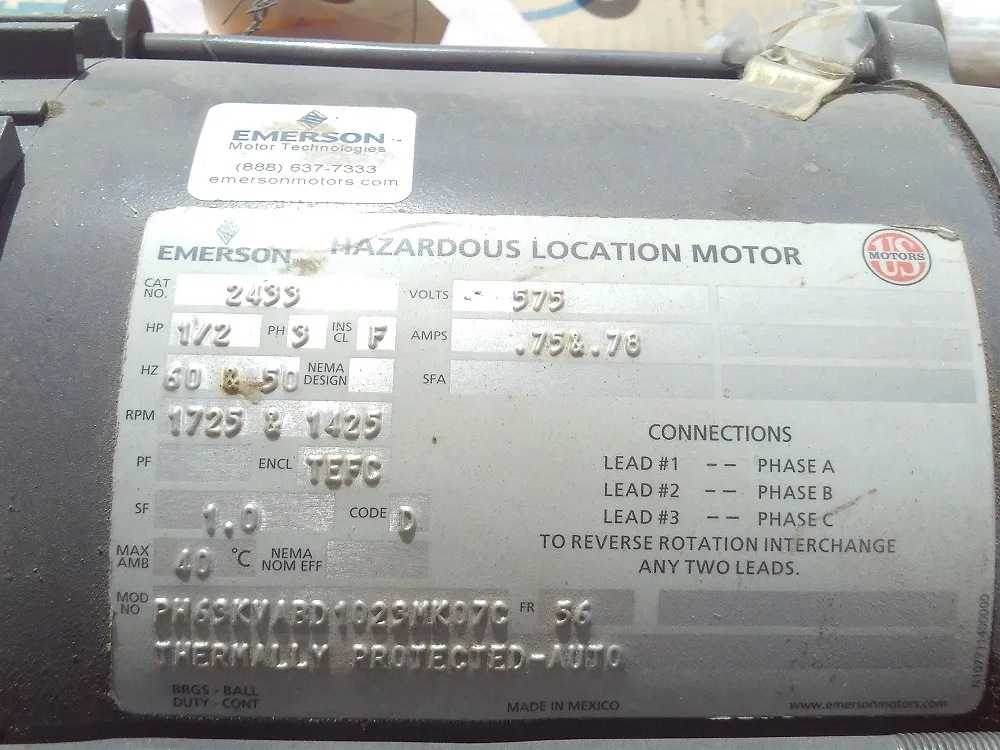 EMERSON™
Motor Technologies
(888) 637-7333
emersonmotors.com
EMERSON™ HAZARDOUS LOCATION MOTOR US MOTORS
CAT NO. 2493 VOLTS - 575
HP 1/2 PH 3 INS CL F AMPS .75&.78
HZ 60 & 50 NEMA DESIGN SFA
RPM 1725 & 1425
PF ENCL TEFC
SF 1.0 CODE D
MAX AMB 40 °C NEMA NOM EFF
CONNECTIONS
LEAD #1 -- PHASE A
LEAD #2 -- PHASE B
LEAD #3 -- PHASE C
TO REVERSE ROTATION INTERCHANGE
ANY TWO LEADS.
MOD NO PH63KVABD1023MK07C FR 56
THERMALLY PROTECTED-AUTO
BRGS - BALL
DUTY - CONT
MADE IN MEXICO
www.emersonmotors.com